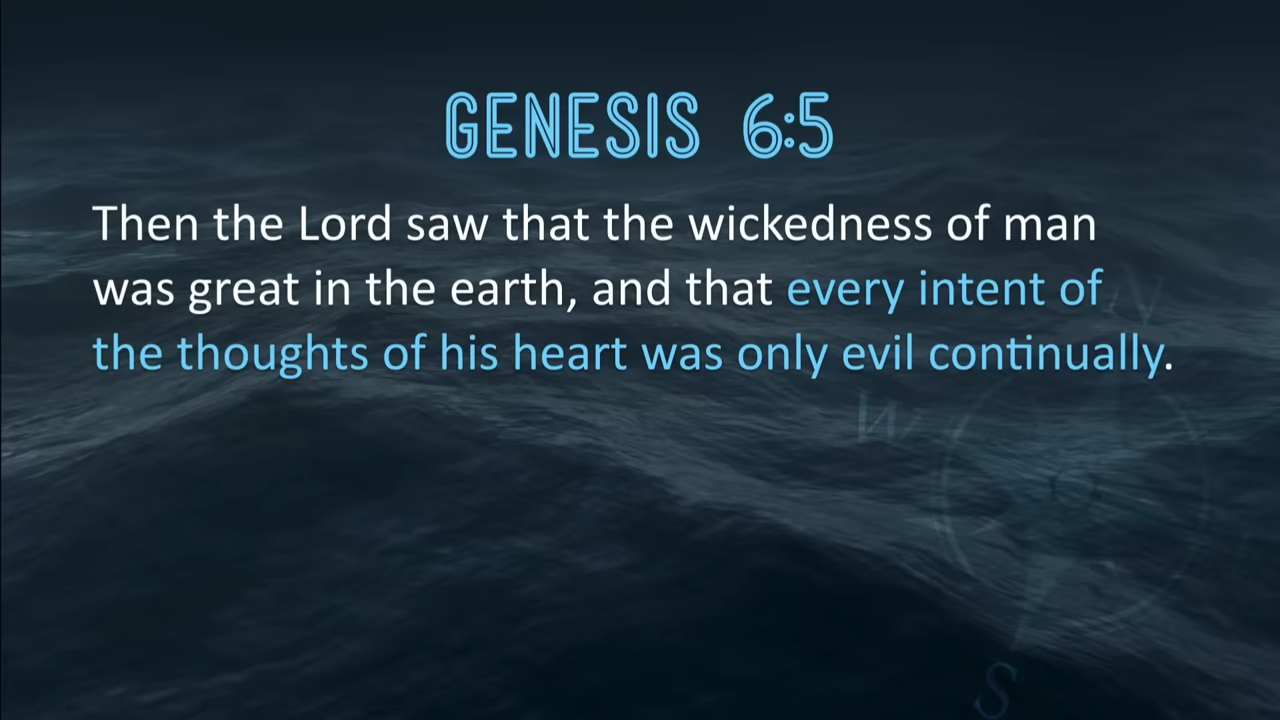 GENESIS 6:5
Then the Lord saw that the wickedness of man
was great in the earth, and that every intent of
the thoughts of his heart was only evil continually.
N
W
S